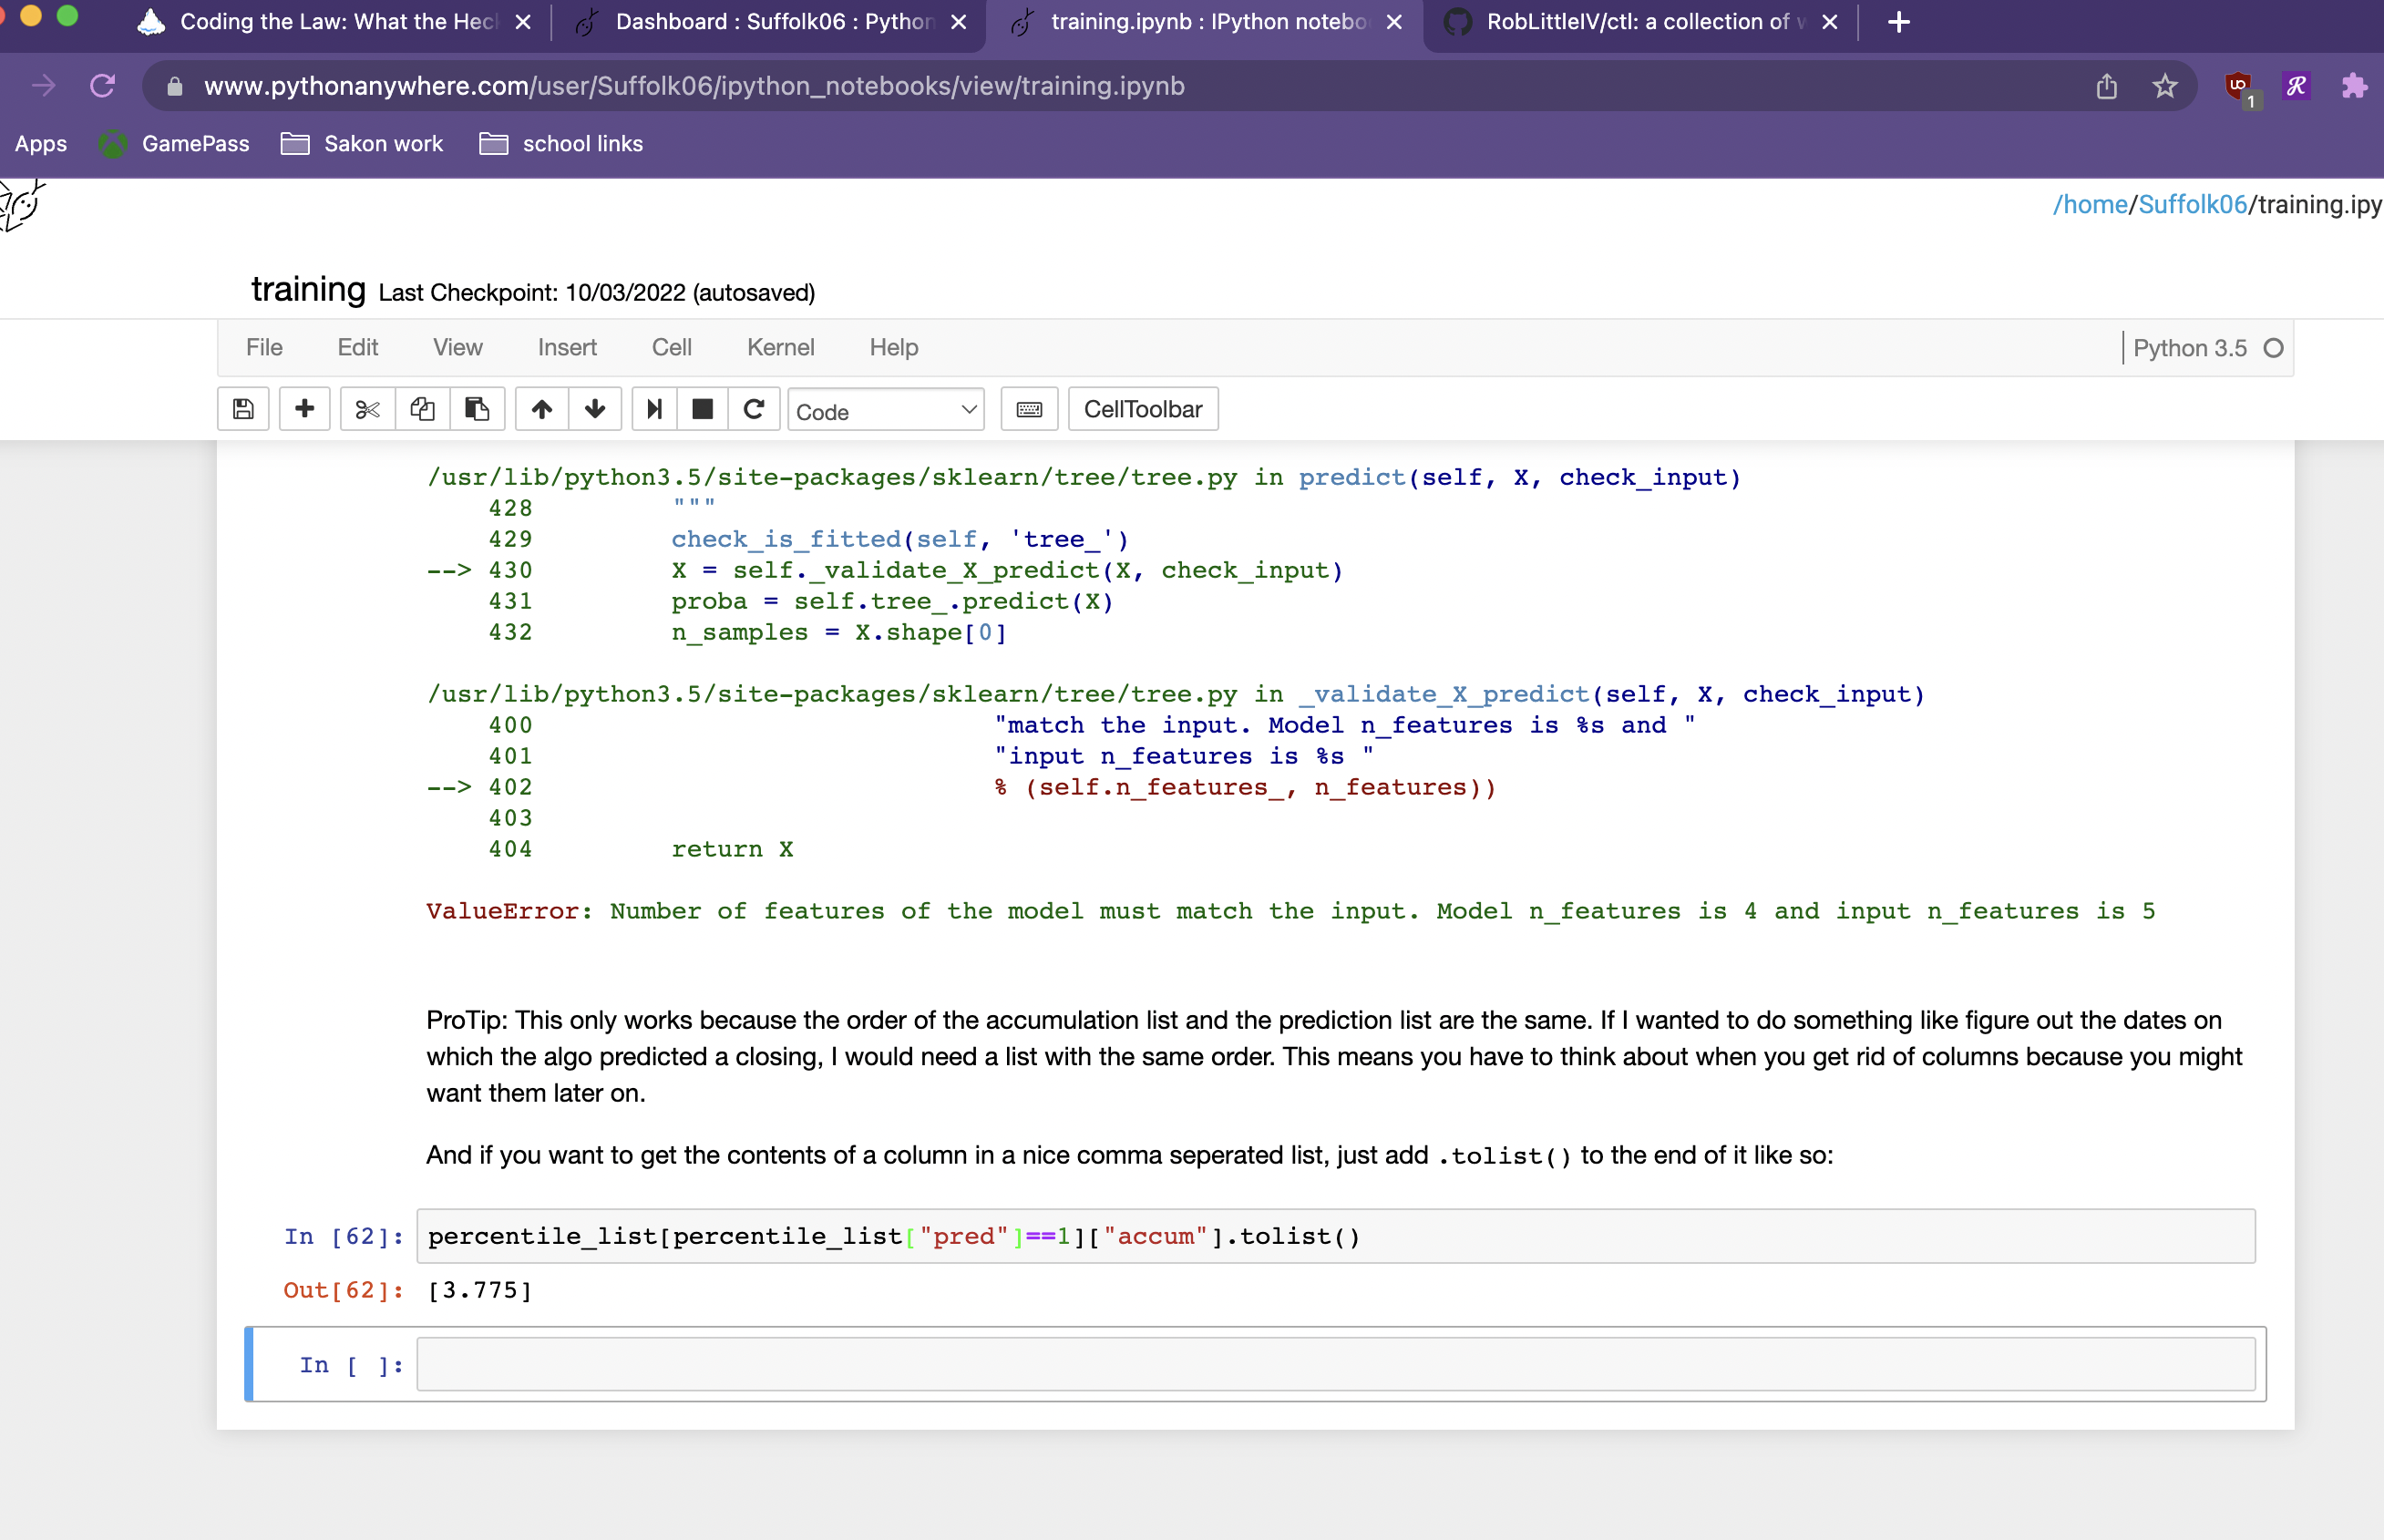 Coding the Law: What the Hec
Dashboard : Suffolk06 : Python
training.ipynb : IPython notebo
RobLittleIV/ctl: a collection of
www.pythonanywhere.com/user/Suffolk06/ipython_notebooks/view/training.ipynb
1
Apps
GamePass
Sakon work
school links
/home/Suffolk06/training.ipy
training Last Checkpoint: 10/03/2022 (autosaved)
File Edit View Insert Cell Kernel Help
Python 3.5
Code
CellToolbar
/usr/lib/python3.5/site-packages/sklearn/tree/tree.py in predict(self, X, check_input)
428         """
429         check_is_fitted(self, 'tree_')
--> 430         X = self._validate_X_predict(X, check_input)
431         proba = self.tree_.predict(X)
432         n_samples = X.shape[0]
/usr/lib/python3.5/site-packages/sklearn/tree/tree.py in _validate_X_predict(self, X, check_input)
400                              "match the input. Model n_features is %s and "
401                              "input n_features is %s "
--> 402                              % (self.n_features_, n_features))
403
404         return X
ValueError: Number of features of the model must match the input. Model n_features is 4 and input n_features is 5
ProTip: This only works because the order of the accumulation list and the prediction list are the same. If I wanted to do something like figure out the dates on
which the algo predicted a closing, I would need a list with the same order. This means you have to think about when you get rid of columns because you might
want them later on.
And if you want to get the contents of a column in a nice comma seperated list, just add .tolist() to the end of it like so:
In [62]: percentile_list[percentile_list["pred"]==1]["accum"].tolist()
Out[62]: [3.775]
In [ ]: